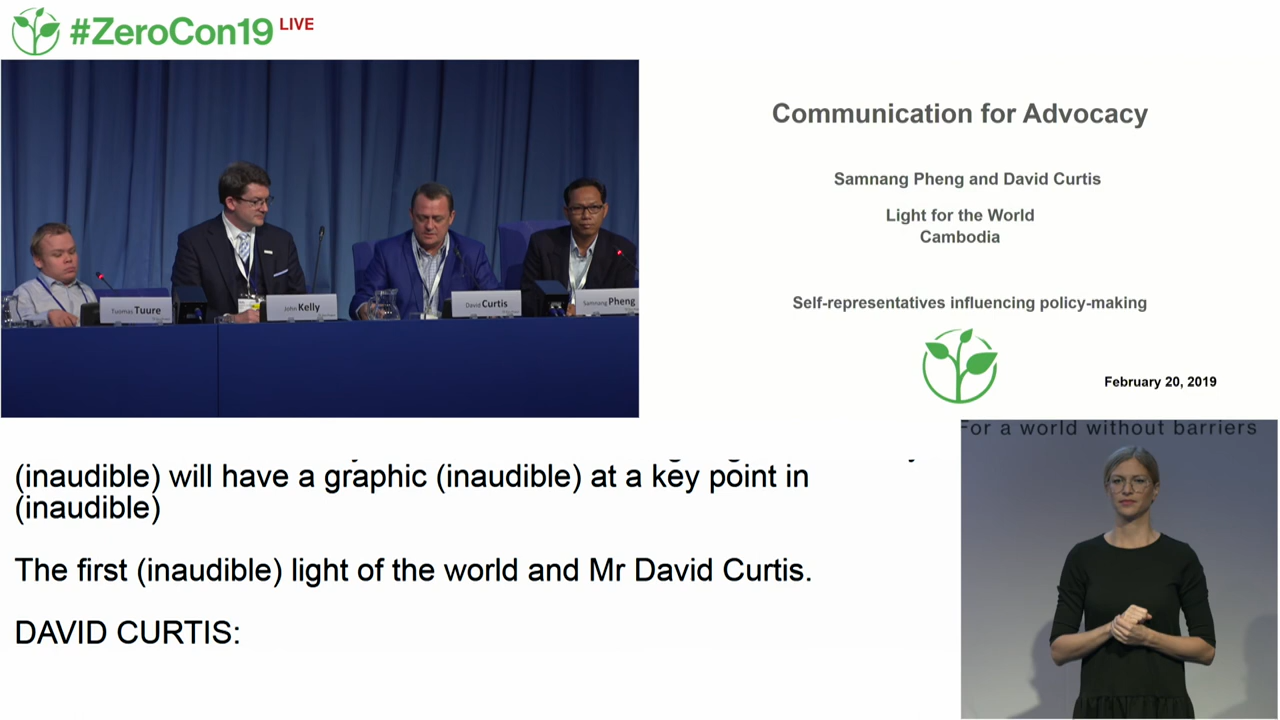 #ZeroCon19 LIVE
Communication for Advocacy
Samnang Pheng and David Curtis
Light for the World
Cambodia
Self-representatives influencing policy-making
February 20, 2019
Tuomas Tuure
John Kelly
David Curtis
Samnang Pheng
For a world without barriers
(inaudible) will have a graphic (inaudible) at a key point in
(inaudible)
The first (inaudible) light of the world and Mr David Curtis.
DAVID CURTIS: